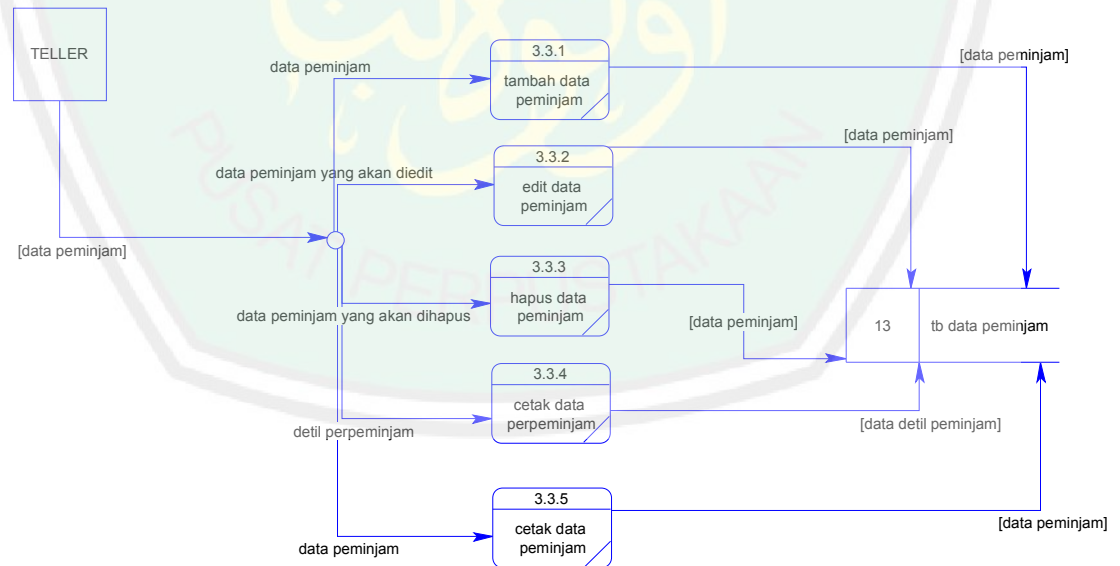 TELLER
3.3.1
tambah data
peminjam
data peminjam
[data peminjam]
3.3.2
edit data
peminjam
data peminjam yang akan diedit
[data peminjam]
[data peminjam]
3.3.3
hapus data
peminjam
data peminjam yang akan dihapus
[data peminjam]
13
tb data peminjam
3.3.4
cetak data
perpeminjam
detil perpeminjam
[data detil peminjam]
3.3.5
cetak data
peminjam
data peminjam
[data peminjam]
PUSAT PERPUSTAKAAN